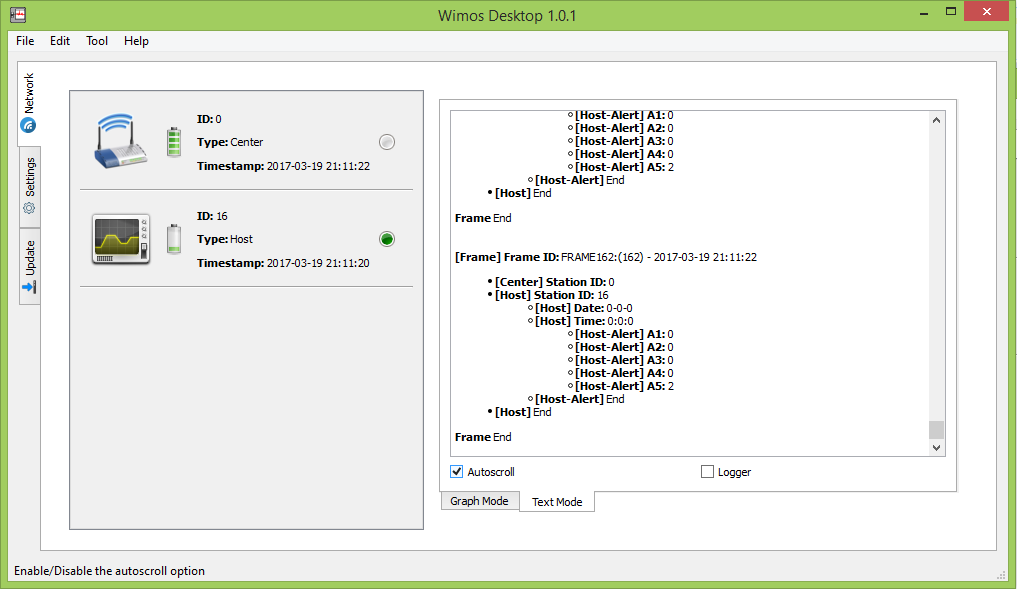 Wimos Desktop 1.0.1
File Edit Tool Help
Network
Settings
Update
ID: 0
Type: Center
Timestamp: 2017-03-19 21:11:22
ID: 16
Type: Host
Timestamp: 2017-03-19 21:11:20
[Host-Alert] A1: 0
[Host-Alert] A2: 0
[Host-Alert] A3: 0
[Host-Alert] A4: 0
[Host-Alert] A5: 2
[Host-Alert] End
[Host] End
Frame End
[Frame] Frame ID: FRAME162:(162) - 2017-03-19 21:11:22
[Center] Station ID: 0
[Host] Station ID: 16
[Host] Date: 0-0-0
[Host] Time: 0:0:0
[Host-Alert] A1: 0
[Host-Alert] A2: 0
[Host-Alert] A3: 0
[Host-Alert] A4: 0
[Host-Alert] A5: 2
[Host-Alert] End
[Host] End
Frame End
Autoscroll Logger
Graph Mode Text Mode
Enable/Disable the autoscroll option